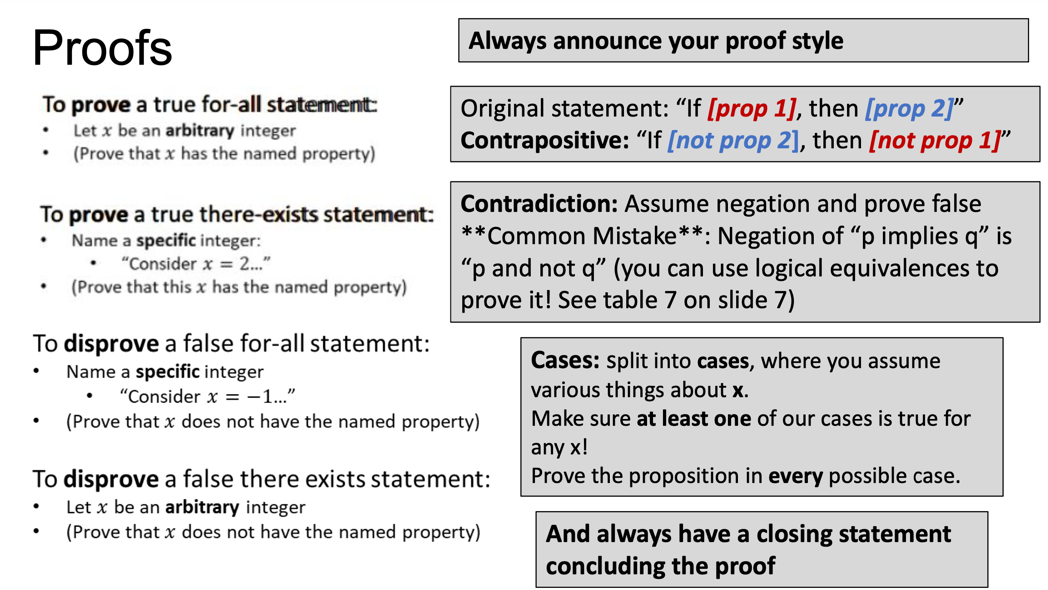 Proofs
To prove a true for-all statement:
• Let x be an arbitrary integer
• (Prove that x has the named property)
To prove a true there-exists statement:
• Name a specific integer:
• “Consider x = 2...”
• (Prove that this x has the named property)
To disprove a false for-all statement:
• Name a specific integer
• “Consider x = −1...”
• (Prove that x does not have the named property)
To disprove a false there exists statement:
• Let x be an arbitrary integer
• (Prove that x does not have the named property)
Always announce your proof style
Original statement: “If [prop 1], then [prop 2]”
Contrapositive: “If [not prop 2], then [not prop 1]”
Contradiction: Assume negation and prove false
**Common Mistake**: Negation of “p implies q” is
“p and not q” (you can use logical equivalences to
prove it! See table 7 on slide 7)
Cases: split into cases, where you assume
various things about x.
Make sure at least one of our cases is true for
any x!
Prove the proposition in every possible case.
And always have a closing statement
concluding the proof